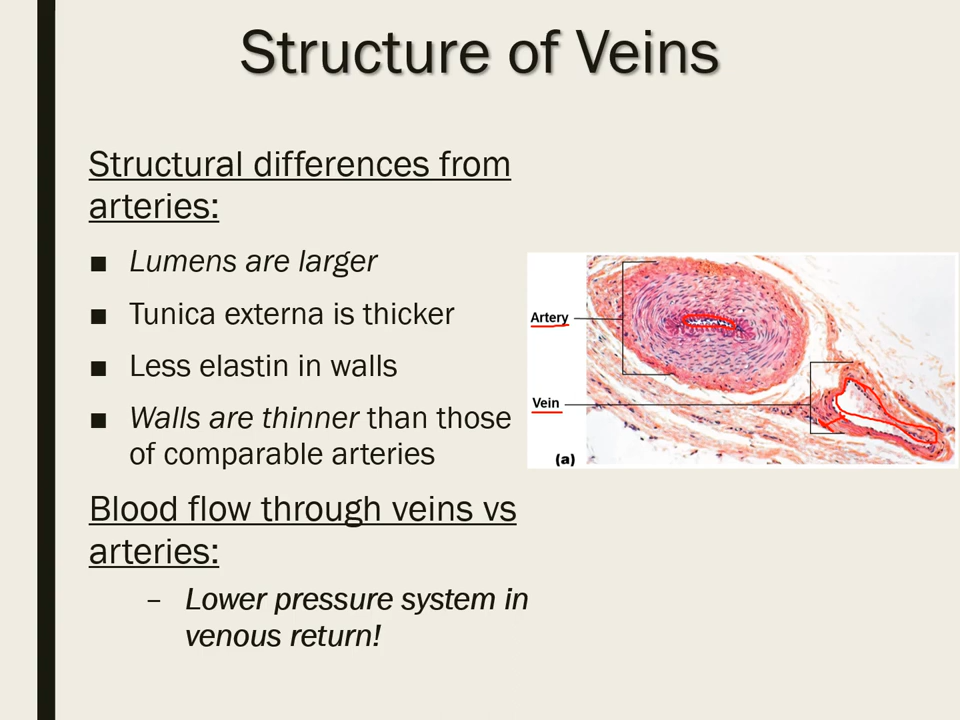 Structure of Veins
Structural differences from
arteries:
■ Lumens are larger
■ Tunica externa is thicker
■ Less elastin in walls
■ Walls are thinner than those
of comparable arteries
Blood flow through veins vs
arteries:
– Lower pressure system in
venous return!
Artery
Vein
(a)